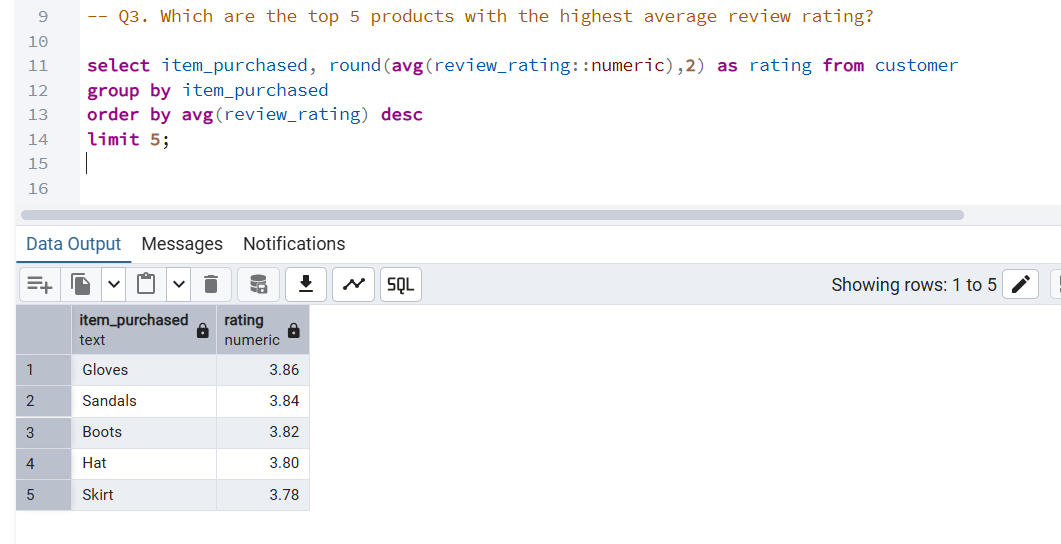 9 -- Q3. Which are the top 5 products with the highest average review rating?
10
11 select item_purchased, round(avg(review_rating::numeric),2) as rating from customer
12 group by item_purchased
13 order by avg(review_rating) desc
14 limit 5;
15
16
Data Output Messages Notifications
SQL Showing rows: 1 to 5
item_purchased rating
text numeric
1 Gloves 3.86
2 Sandals 3.84
3 Boots 3.82
4 Hat 3.80
5 Skirt 3.78